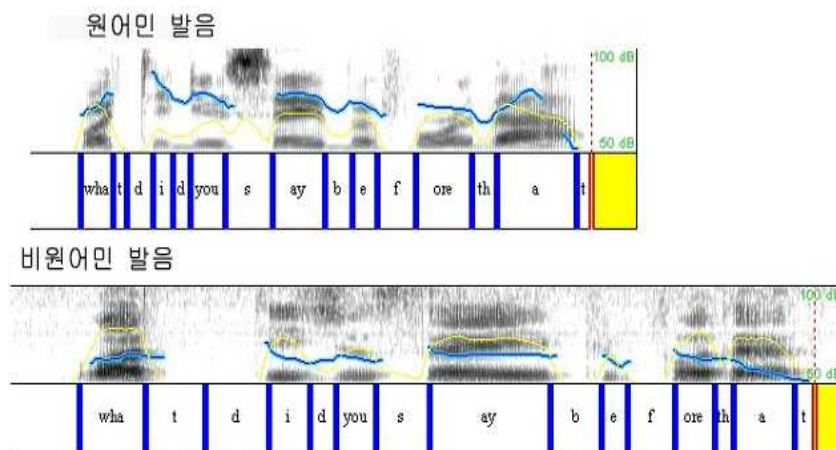 원어민 발음
100 dB
50 dB
wha t d i d you s ay b e f ore th a t
비원어민 발음
100 dB
50 dB
wha t d i d you s ay b e f ore th a t